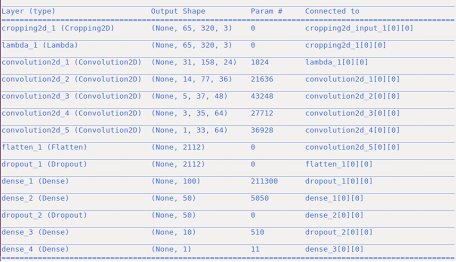 Layer (type) Output Shape Param # Connected to
cropping2d_1 (Cropping2D) (None, 65, 320, 3) 0 cropping2d_input_1[0][0]
lambda_1 (Lambda) (None, 65, 320, 3) 0 cropping2d_1[0][0]
convolution2d_1 (Convolution2D) (None, 31, 158, 24) 1824 lambda_1[0][0]
convolution2d_2 (Convolution2D) (None, 14, 77, 36) 21636 convolution2d_1[0][0]
convolution2d_3 (Convolution2D) (None, 5, 37, 48) 43248 convolution2d_2[0][0]
convolution2d_4 (Convolution2D) (None, 3, 35, 64) 27712 convolution2d_3[0][0]
convolution2d_5 (Convolution2D) (None, 1, 33, 64) 36928 convolution2d_4[0][0]
flatten_1 (Flatten) (None, 2112) 0 convolution2d_5[0][0]
dropout_1 (Dropout) (None, 2112) 0 flatten_1[0][0]
dense_1 (Dense) (None, 100) 211300 dropout_1[0][0]
dense_2 (Dense) (None, 50) 5050 dense_1[0][0]
dropout_2 (Dropout) (None, 50) 0 dense_2[0][0]
dense_3 (Dense) (None, 10) 510 dropout_2[0][0]
dense_4 (Dense) (None, 1) 11 dense_3[0][0]